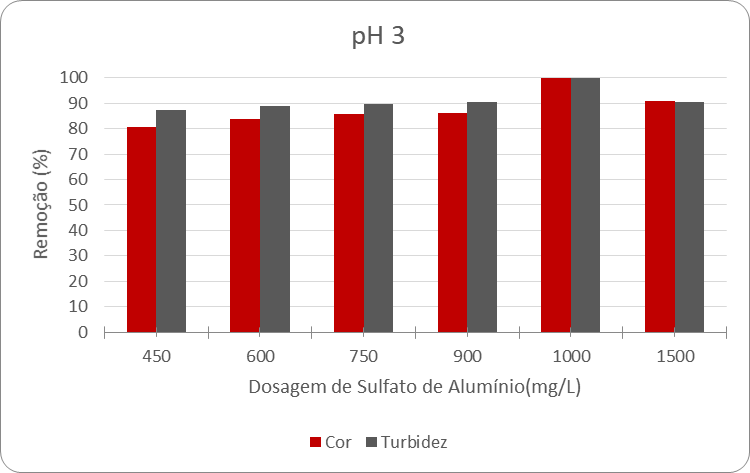 pH 3
100
90
80
70
60
50
40
30
20
10
0
Remoção (%)
450 600 750 900 1000 1500
Dosagem de Sulfato de Alumínio(mg/L)
Cor Turbidez